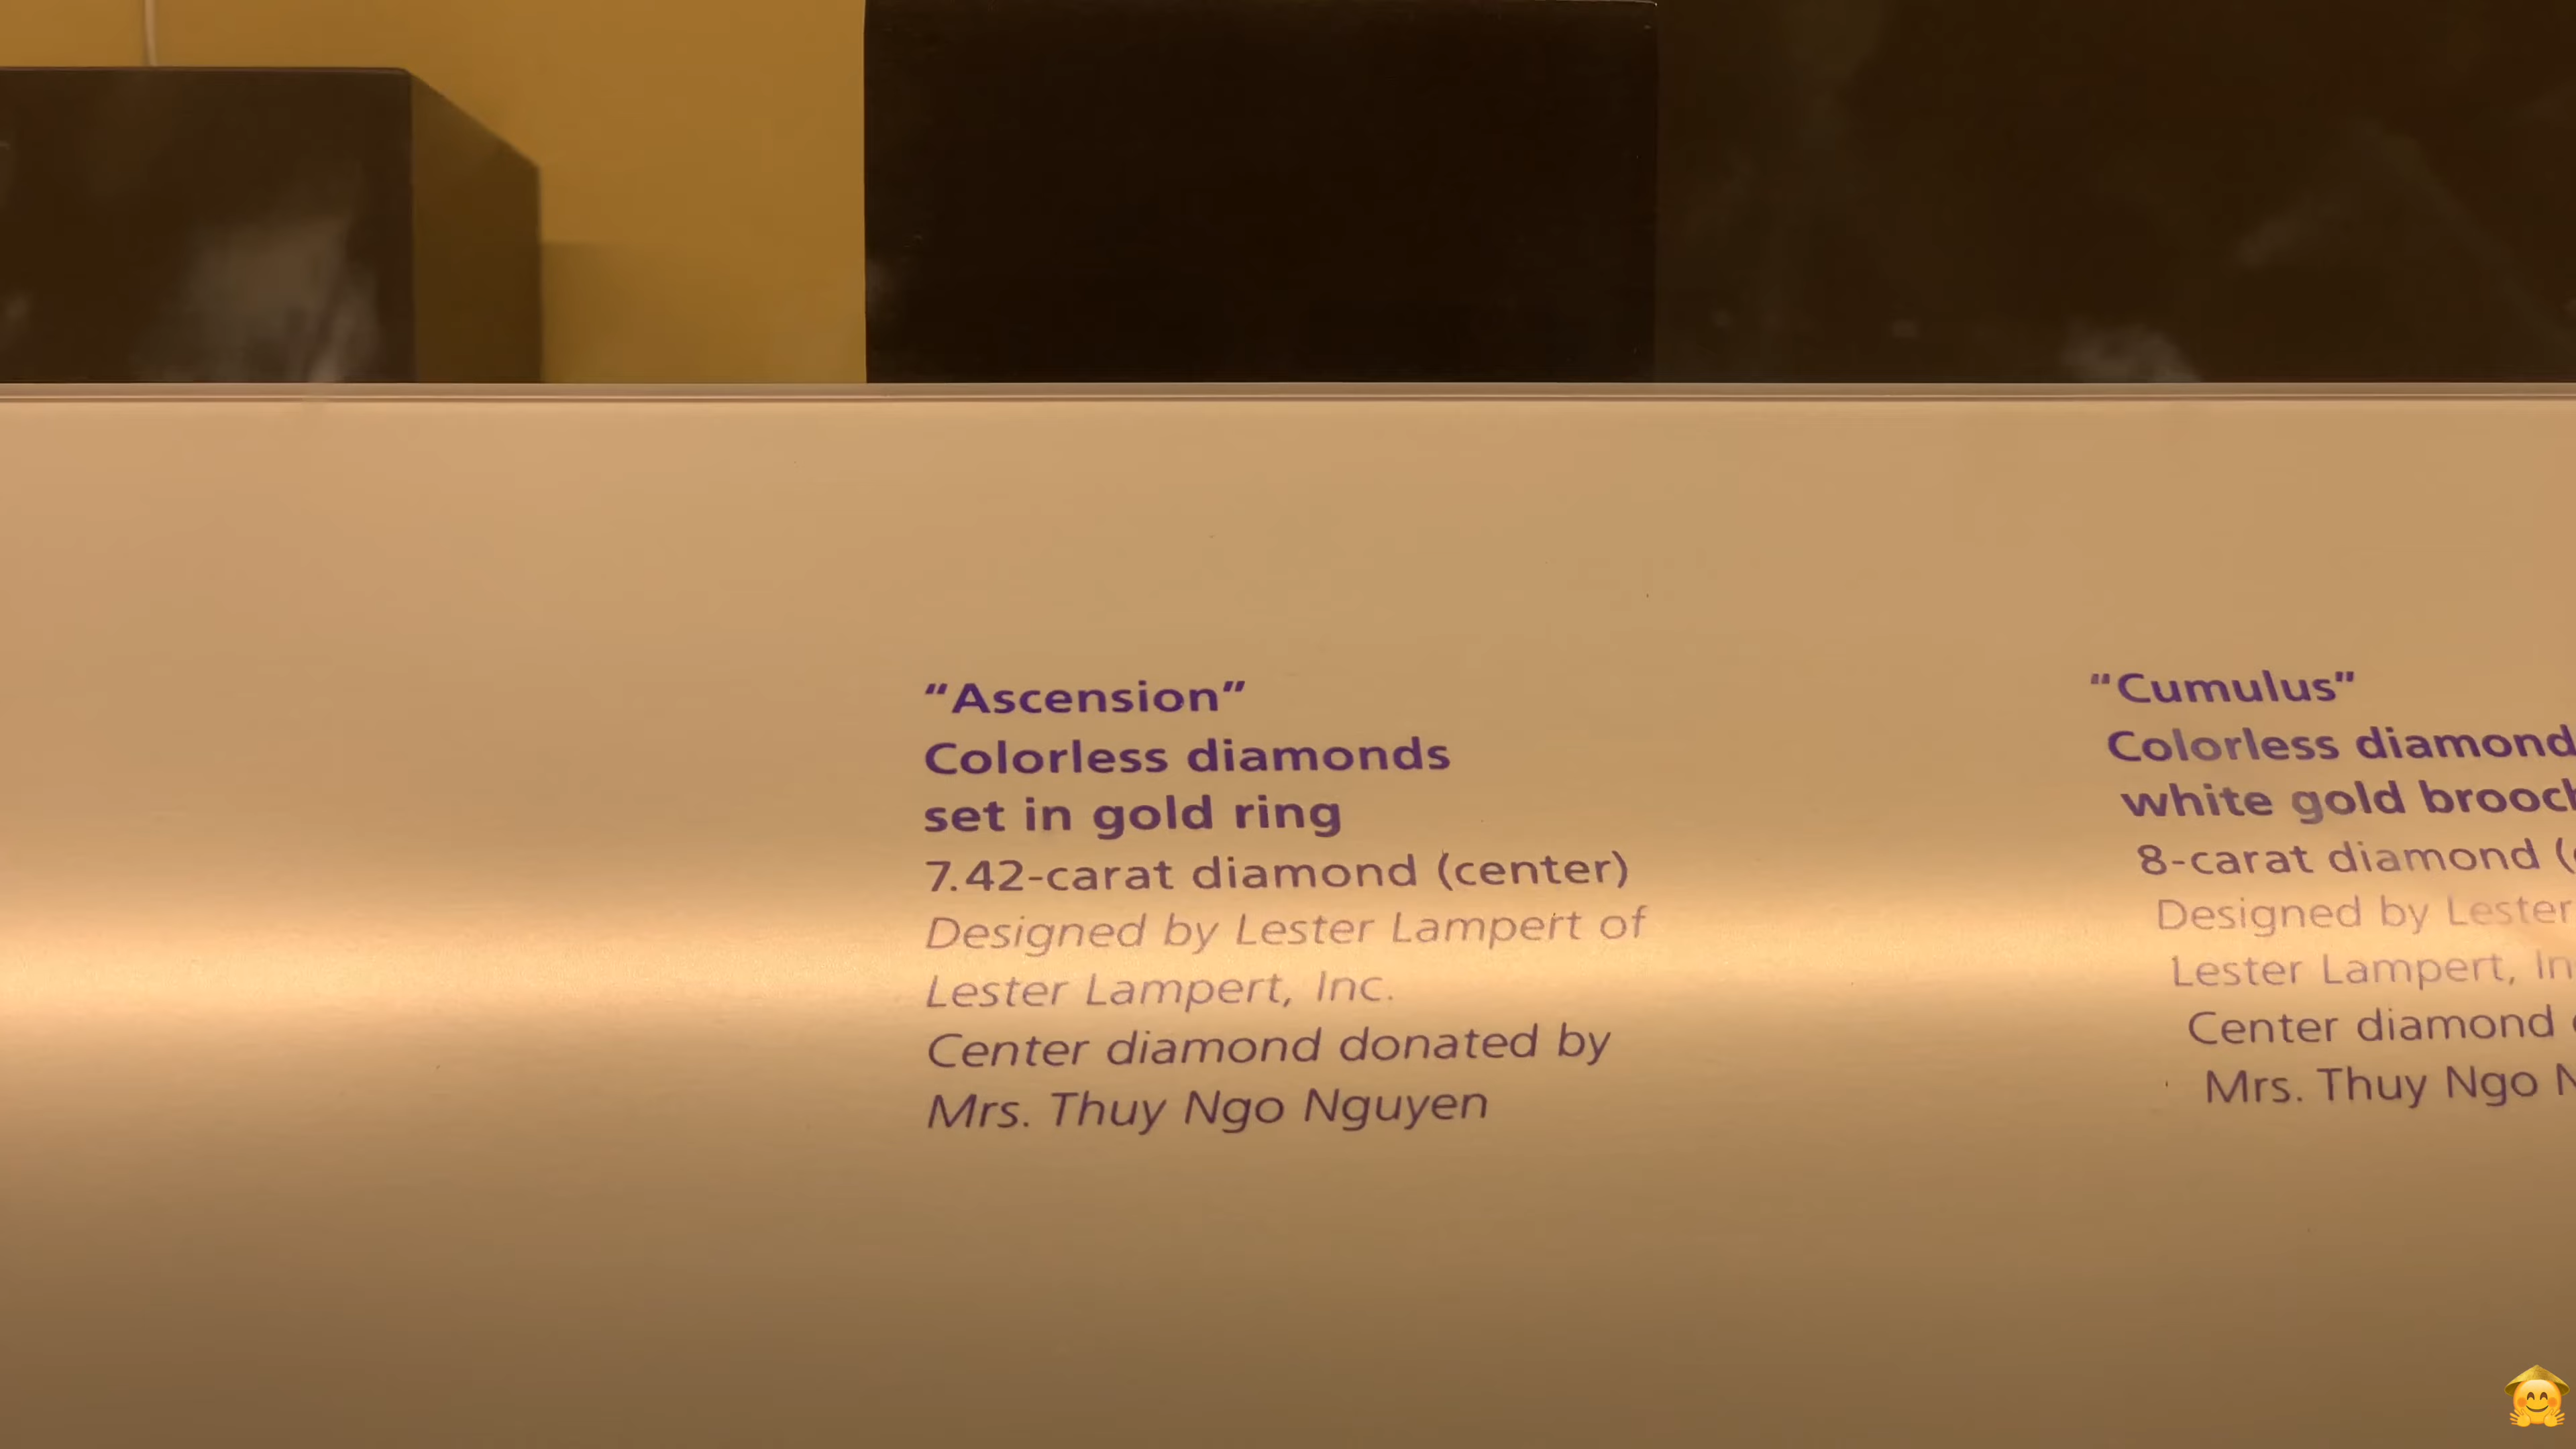 “Ascension”
Colorless diamonds
set in gold ring
7.42-carat diamond (center)
Designed by Lester Lampert of
Lester Lampert, Inc.
Center diamond donated by
Mrs. Thuy Ngo Nguyen
“Cumulus”
Colorless diamond
white gold
8-carat diamond
Designed by Lester
Lester Lampert,
Center diamond
Mrs. Thuy Ngo